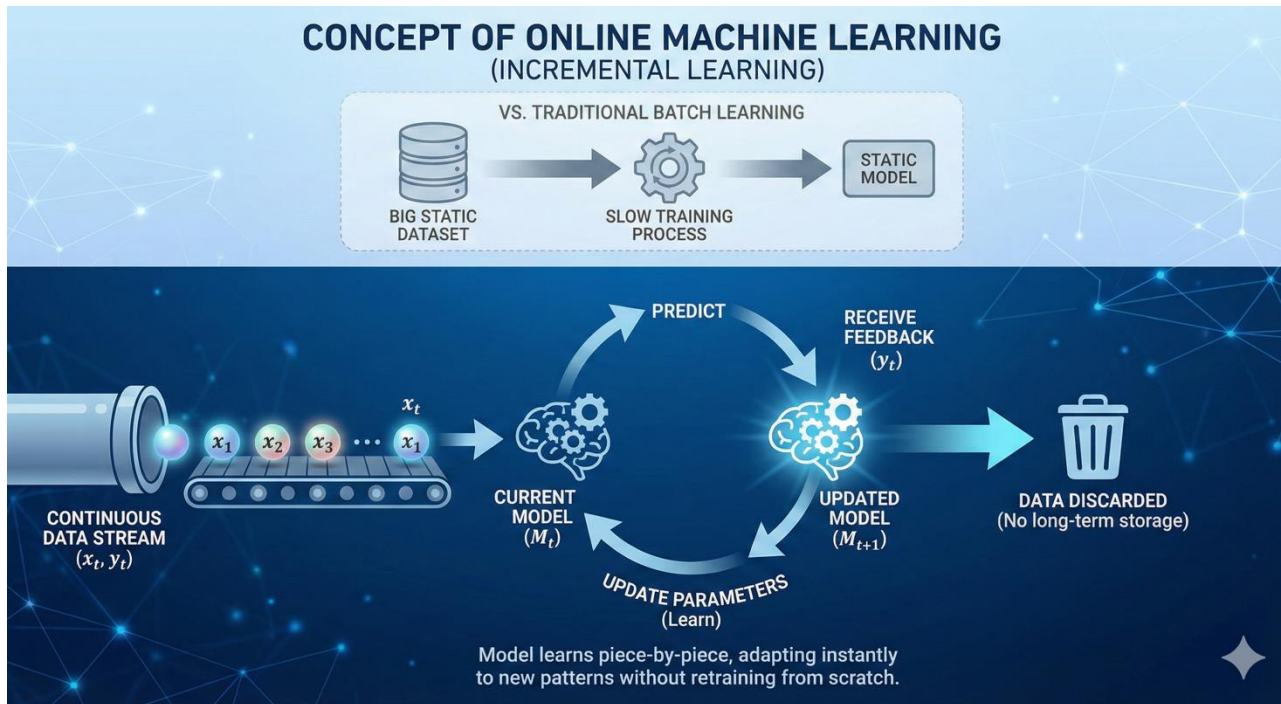 CONCEPT OF ONLINE MACHINE LEARNING
(INCREMENTAL LEARNING)
VS. TRADITIONAL BATCH LEARNING
BIG STATIC
DATASET
SLOW TRAINING
PROCESS
STATIC
MODEL
PREDICT
RECEIVE
FEEDBACK
(yₜ)
xₜ
x₁ x₂ x₃ ... x₁
CONTINUOUS
DATA STREAM
(xₜ, yₜ)
CURRENT
MODEL
(Mₜ)
UPDATED
MODEL
(Mₜ₊₁)
DATA DISCARDED
(No long-term storage)
UPDATE PARAMETERS
(Learn)
Model learns piece-by-piece, adapting instantly
to new patterns without retraining from scratch.